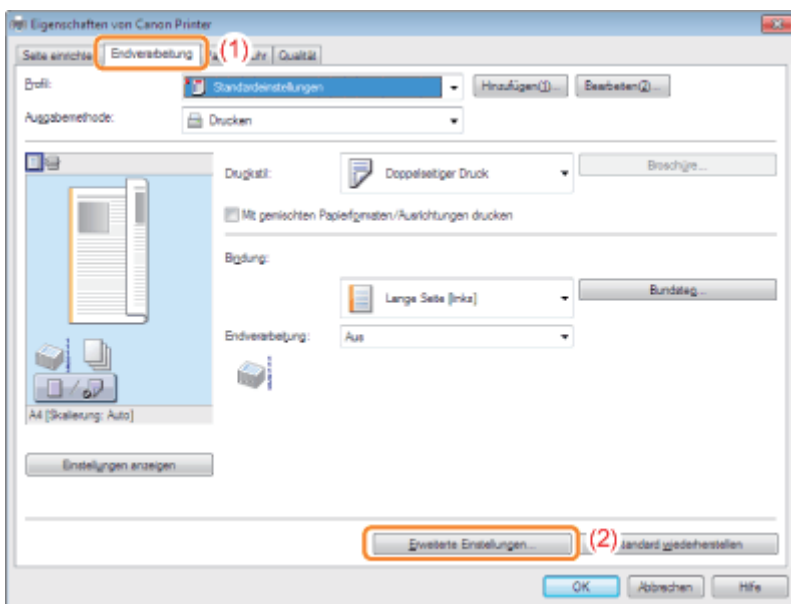 Eigenschaften von Canon Printer
Seite einrichten Endverarbeitung (1) uhr Qualität
Profil: Standardeinstellungen Hinzufügen(1)... Bearbeiten(2)...
Ausgabemethode: Drucken
Druckstil: Doppelseitiger Druck Broschüre...
Mit gemischten Papierformaten/Ausrichtungen drucken
Bindung:
Lange Seite [links] Bundsteg...
Endverarbeitung: Aus
A4 [Skalierung: Auto]
Einstellungen anzeigen
Erweiterte Einstellungen... (2) standard wiederherstellen
OK Abbrechen Hilfe